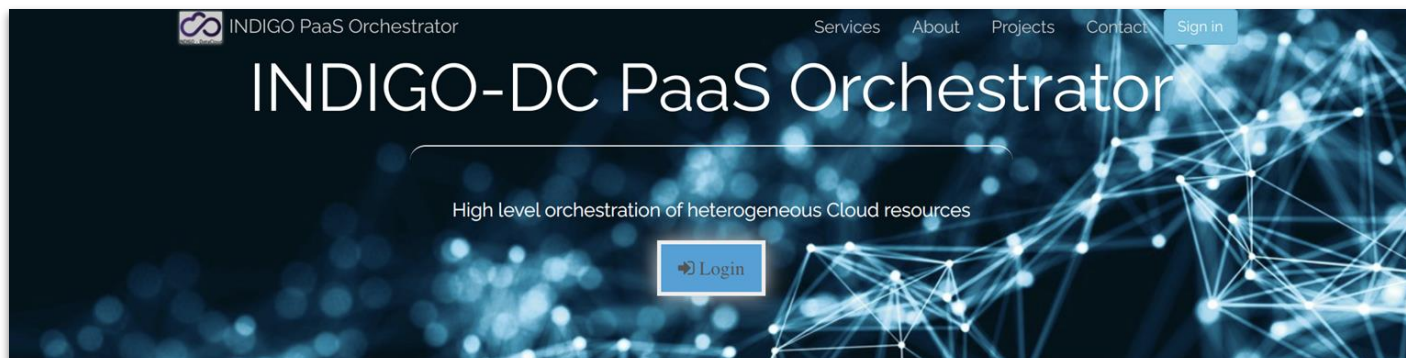 INDIGO PaaS Orchestrator Services About Projects Contact Sign in
INDIGO-DC PaaS Orchestrator
High level orchestration of heterogeneous Cloud resources
Login